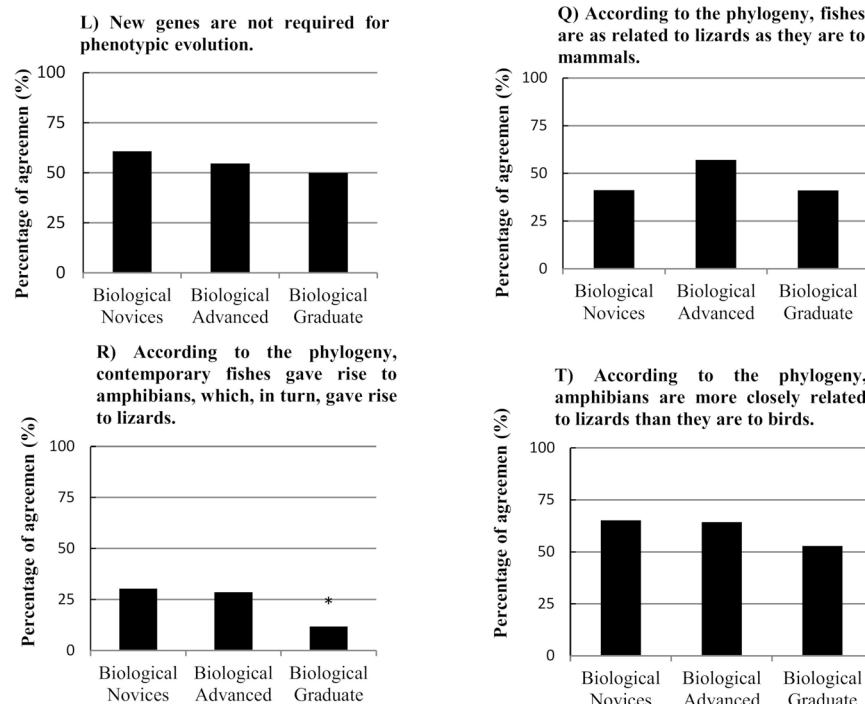 L) New genes are not required for
phenotypic evolution.
Percentage of agreemen (%)
100
75
50
25
0
Biological Novices
Biological Advanced
Biological Graduate
Q) According to the phylogeny, fishes
are as related to lizards as they are to
mammals.
Percentage of agreemen (%)
100
75
50
25
0
Biological Novices
Biological Advanced
Biological Graduate
R) According to the phylogeny,
contemporary fishes gave rise to
amphibians, which, in turn, gave rise
to lizards.
Percentage of agreemen (%)
100
75
50
25
0
*
Biological Novices
Biological Advanced
Biological Graduate
T) According to the phylogeny,
amphibians are more closely related
to lizards than they are to birds.
Percentage of agreemen (%)
100
75
50
25
0
Biological Novices
Biological Advanced
Biological Graduate